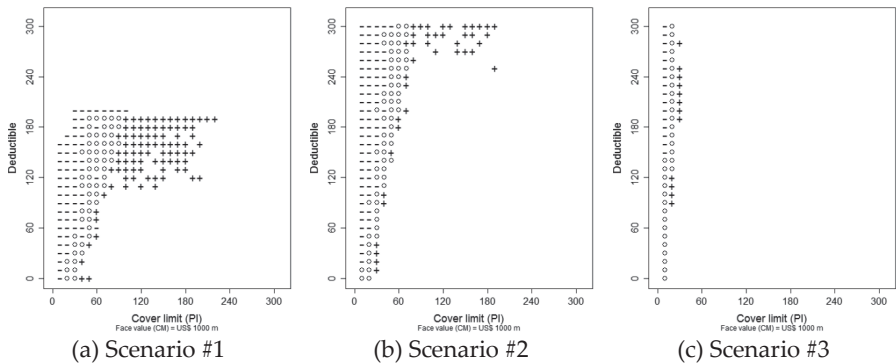 300
240
180
120
60
0
Deductible
0 60 120 180 240 300
Cover limit (PI)
Face value (CM) = US$ 1000 m
(a) Scenario #1
300
240
180
120
60
0
Deductible
0 60 120 180 240 300
Cover limit (PI)
Face value (CM) = US$ 1000 m
(b) Scenario #2
300
240
180
120
60
0
Deductible
0 60 120 180 240 300
Cover limit (PI)
Face value (CM) = US$ 1000 m
(c) Scenario #3